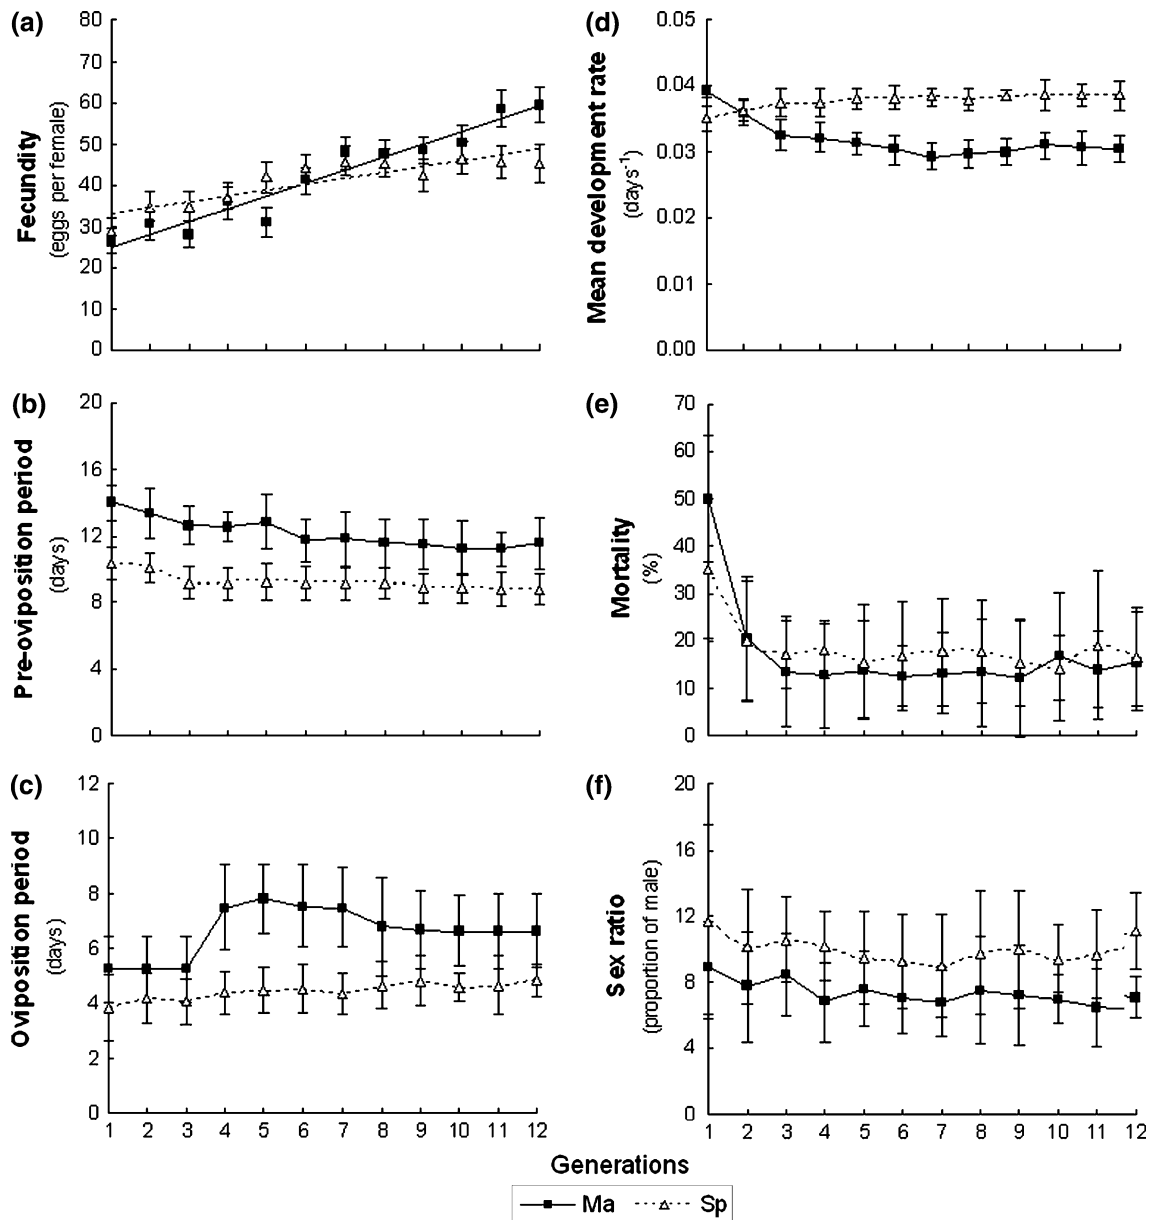 (a)
Fecundity
(eggs per female)
80
70
60
50
40
30
20
10
0
(b)
Pre-oviposition period
(days)
20
16
12
8
4
0
(c)
Oviposition period
(days)
12
10
8
6
4
2
0
1 2 3 4 5 6 7 8 9 10 11 12
(d)
Mean development rate
(days⁻¹)
0.05
0.04
0.03
0.02
0.01
0.00
(e)
Mortality
(%)
70
60
50
40
30
20
10
0
(f)
Sex ratio
(proportion of male)
20
16
12
8
4
0
1 2 3 4 5 6 7 8 9 10 11 12
Generations
Ma Sp